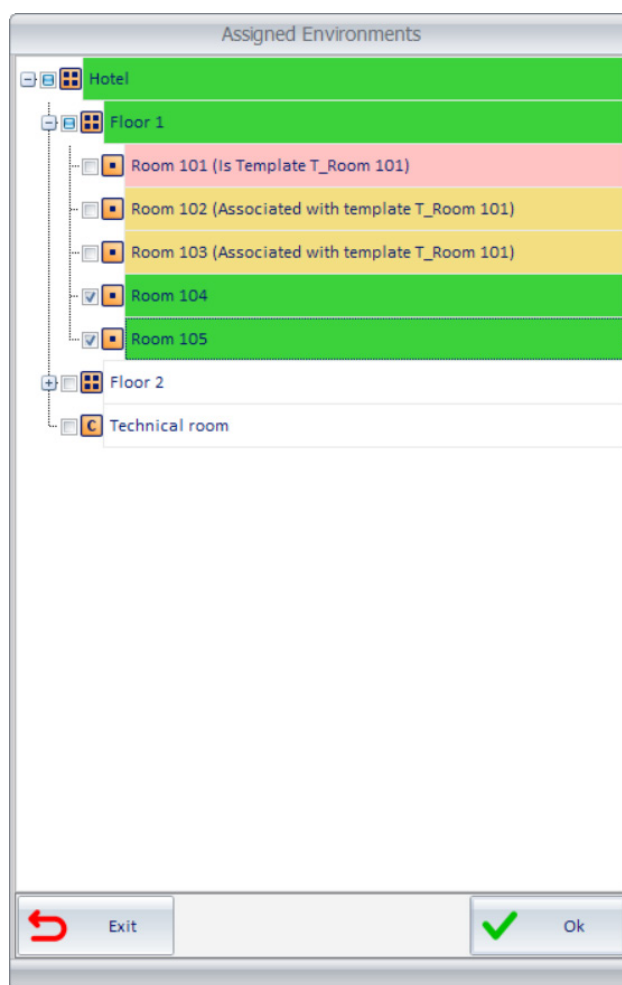 Assigned Environments
Hotel
Floor 1
Room 101 (Is Template T_Room 101)
Room 102 (Associated with template T_Room 101)
Room 103 (Associated with template T_Room 101)
Room 104
Room 105
Floor 2
C Technical room
Exit Ok